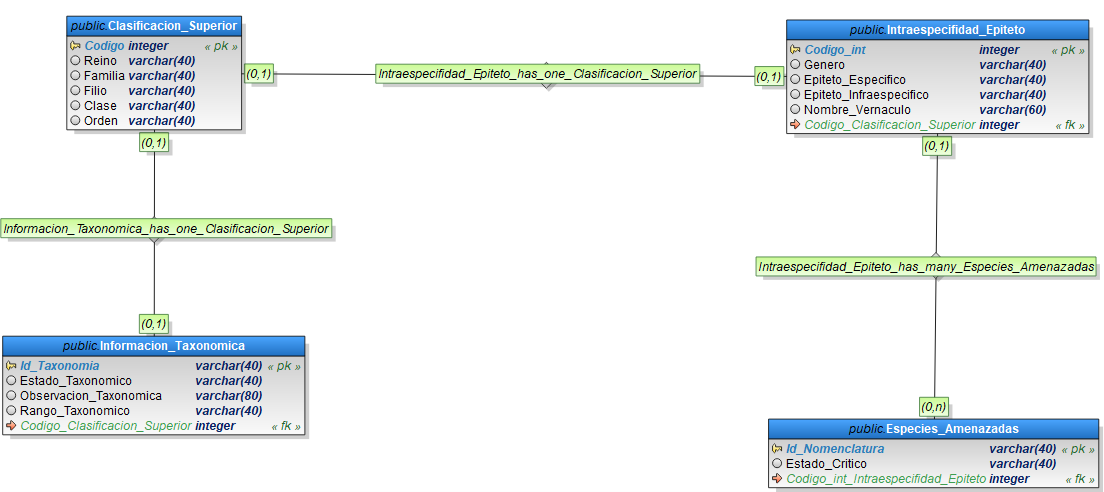 public.Clasificacion_Superior
Codigo integer « pk »
Reino varchar(40)
Familia varchar(40)
Filio varchar(40)
Clase varchar(40)
Orden varchar(40)
(0,1)
Intraespecifidad_Epiteto_has_one_Clasificacion_Superior
(0,1)
public.Intraespecifidad_Epiteto
Codigo_int integer « pk »
Genero varchar(40)
Epiteto_Especifico varchar(40)
Epiteto_Infraespecifico varchar(40)
Nombre_Vernaculo varchar(60)
Codigo_Clasificacion_Superior integer « fk »
(0,1)
Informacion_Taxonomica_has_one_Clasificacion_Superior
(0,1)
public.Informacion_Taxonomica
Id_Taxonomia varchar(40) « pk »
Estado_Taxonomico varchar(40)
Observacion_Taxonomica varchar(80)
Rango_Taxonomico varchar(40)
Codigo_Clasificacion_Superior integer « fk »
(0,1)
Intraespecifidad_Epiteto_has_many_Especies_Amenazadas
(0,n)
public.Especies_Amenazadas
Id_Nomenclatura varchar(40) « pk »
Estado_Critico varchar(40)
Codigo_int_Intraespecifidad_Epiteto integer « fk »